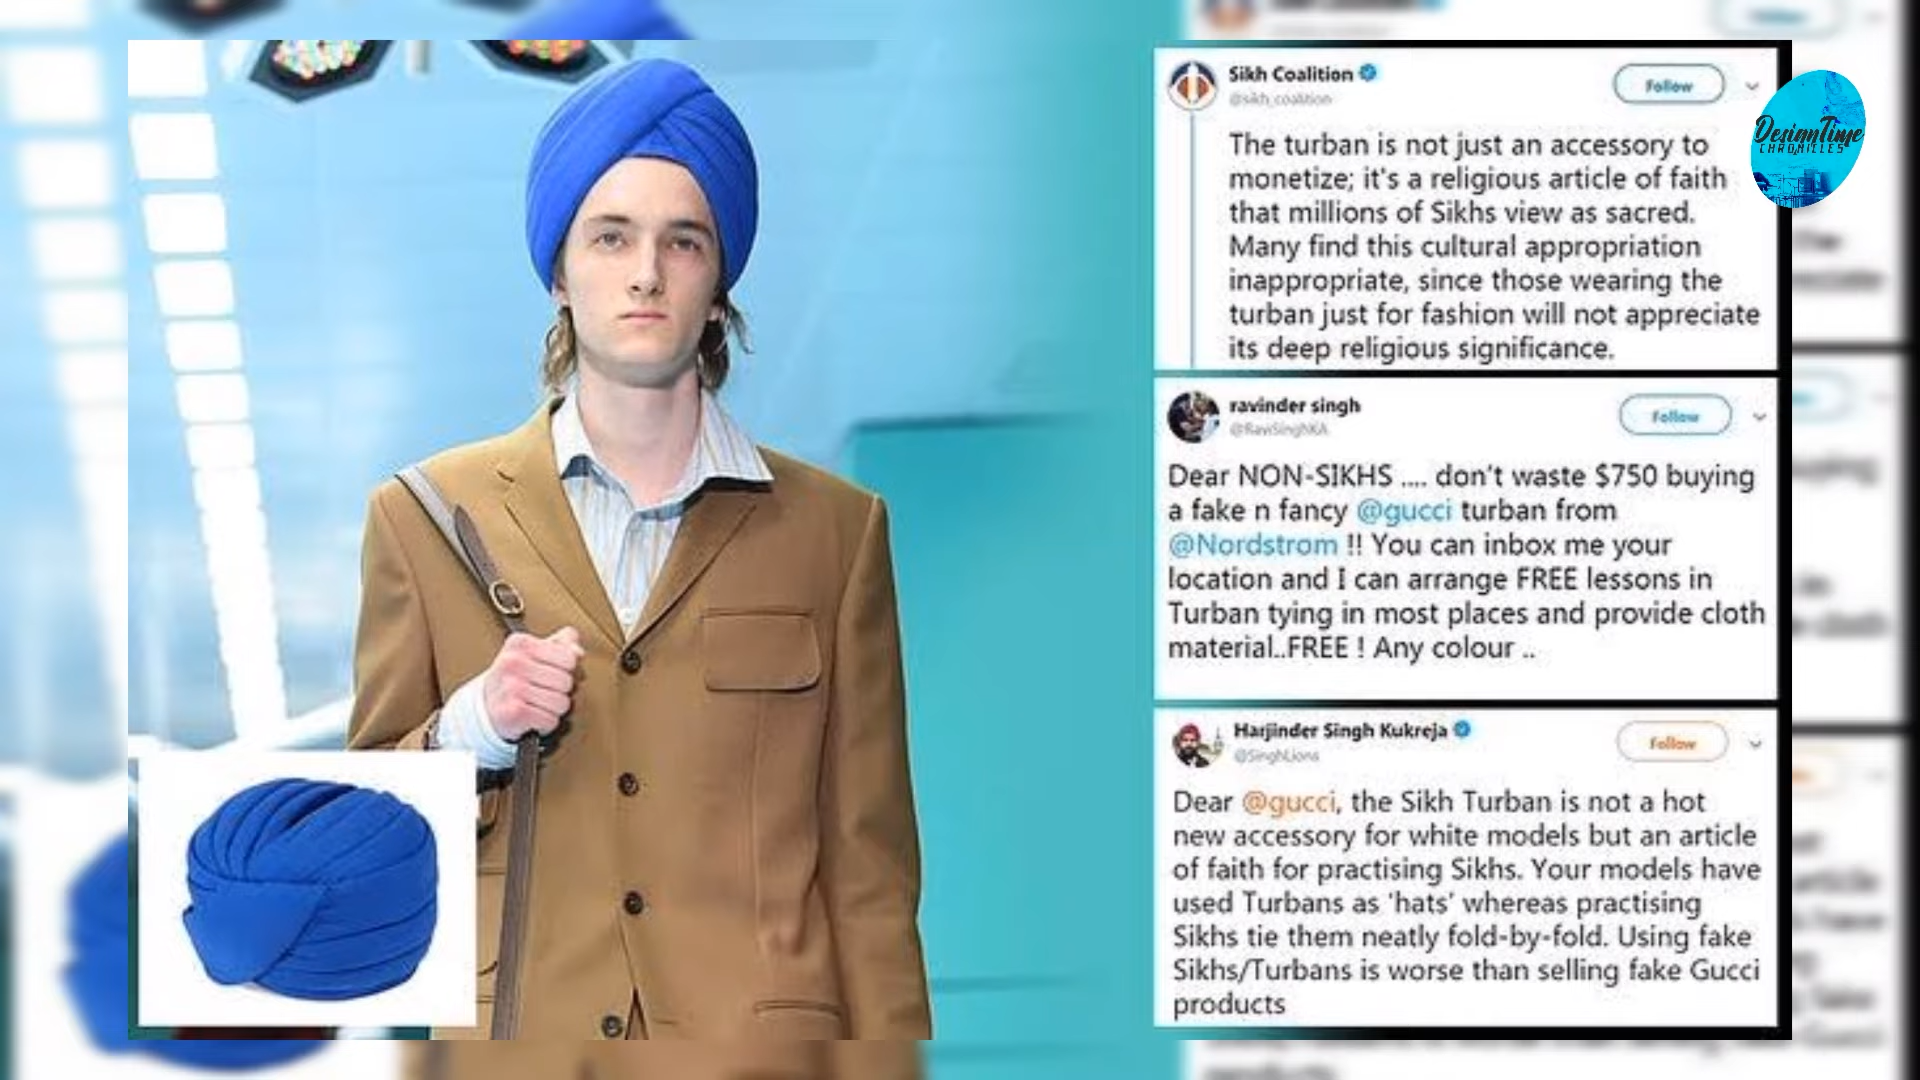 Sikh Coalition
@sikh_coalition
Follow
The turban is not just an accessory to
monetize; it's a religious article of faith
that millions of Sikhs view as sacred.
Many find this cultural appropriation
inappropriate, since those wearing the
turban just for fashion will not appreciate
its deep religious significance.
DesignTime
CHRONICLES
ravinder singh
@RaviSinghKA
Follow
Dear NON-SIKHS .... don't waste $750 buying
a fake n fancy @gucci turban from
@Nordstrom !! You can inbox me your
location and I can arrange FREE lessons in
Turban tying in most places and provide cloth
material..FREE ! Any colour ..
Harjinder Singh Kukreja
@SinghLions
Follow
Dear @gucci, the Sikh Turban is not a hot
new accessory for white models but an article
of faith for practising Sikhs. Your models have
used Turbans as 'hats' whereas practising
Sikhs tie them neatly fold-by-fold. Using fake
Sikhs/Turbans is worse than selling fake Gucci
products